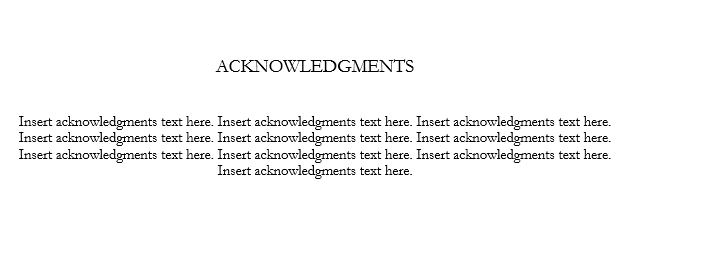 ACKNOWLEDGMENTS
Insert acknowledgments text here. Insert acknowledgments text here. Insert acknowledgments text here.
Insert acknowledgments text here. Insert acknowledgments text here. Insert acknowledgments text here.
Insert acknowledgments text here. Insert acknowledgments text here. Insert acknowledgments text here.
Insert acknowledgments text here.